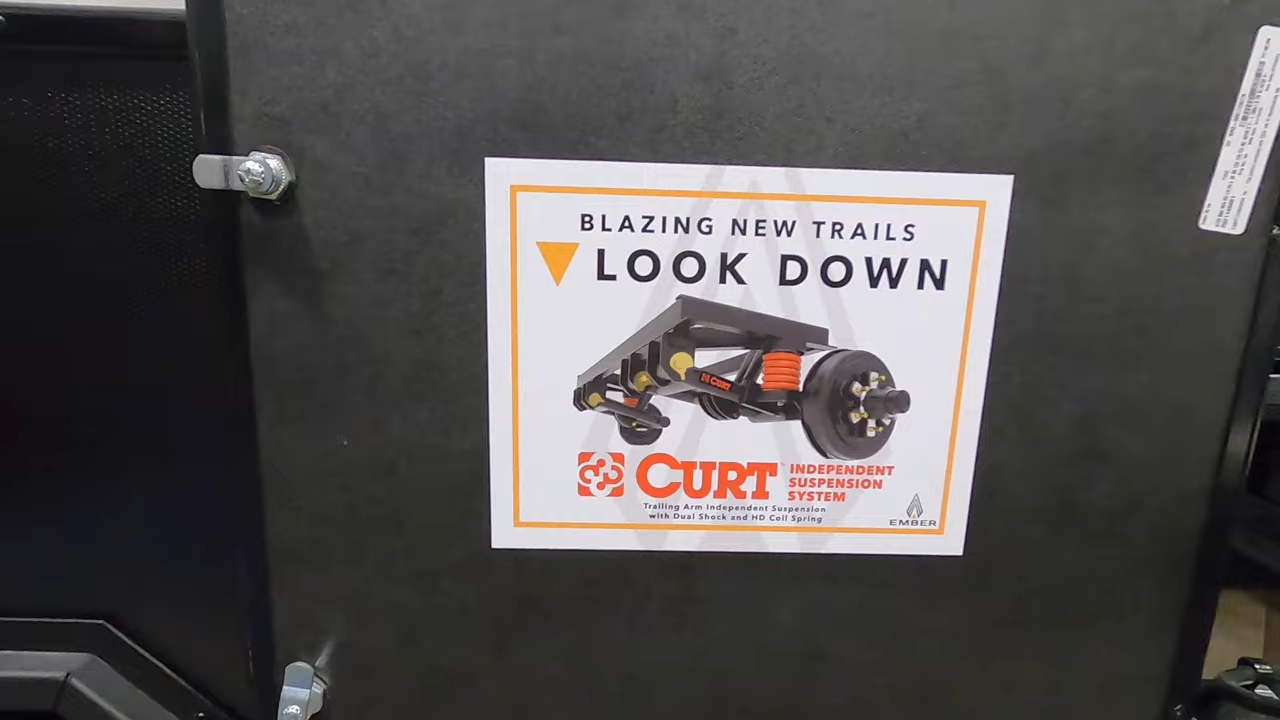 BLAZING NEW TRAILS
LOOK DOWN
CURT
CURT
INDEPENDENT
SUSPENSION
SYSTEM
Trailing Arm Independent Suspension
with Dual Shock and HD Coil Spring
EMBER